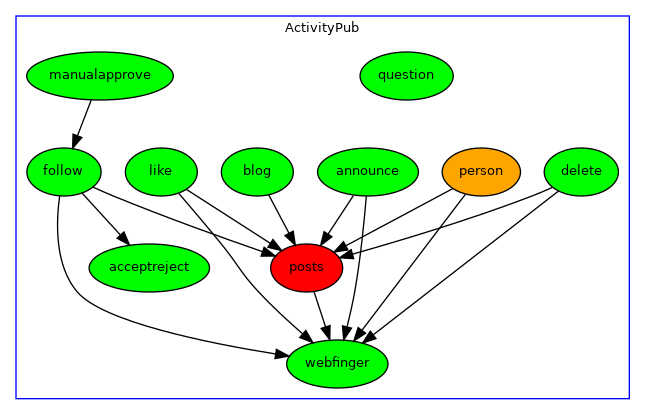 ActivityPub
manualapprove
question
follow
like
blog
announce
person
delete
acceptreject
posts
webfinger